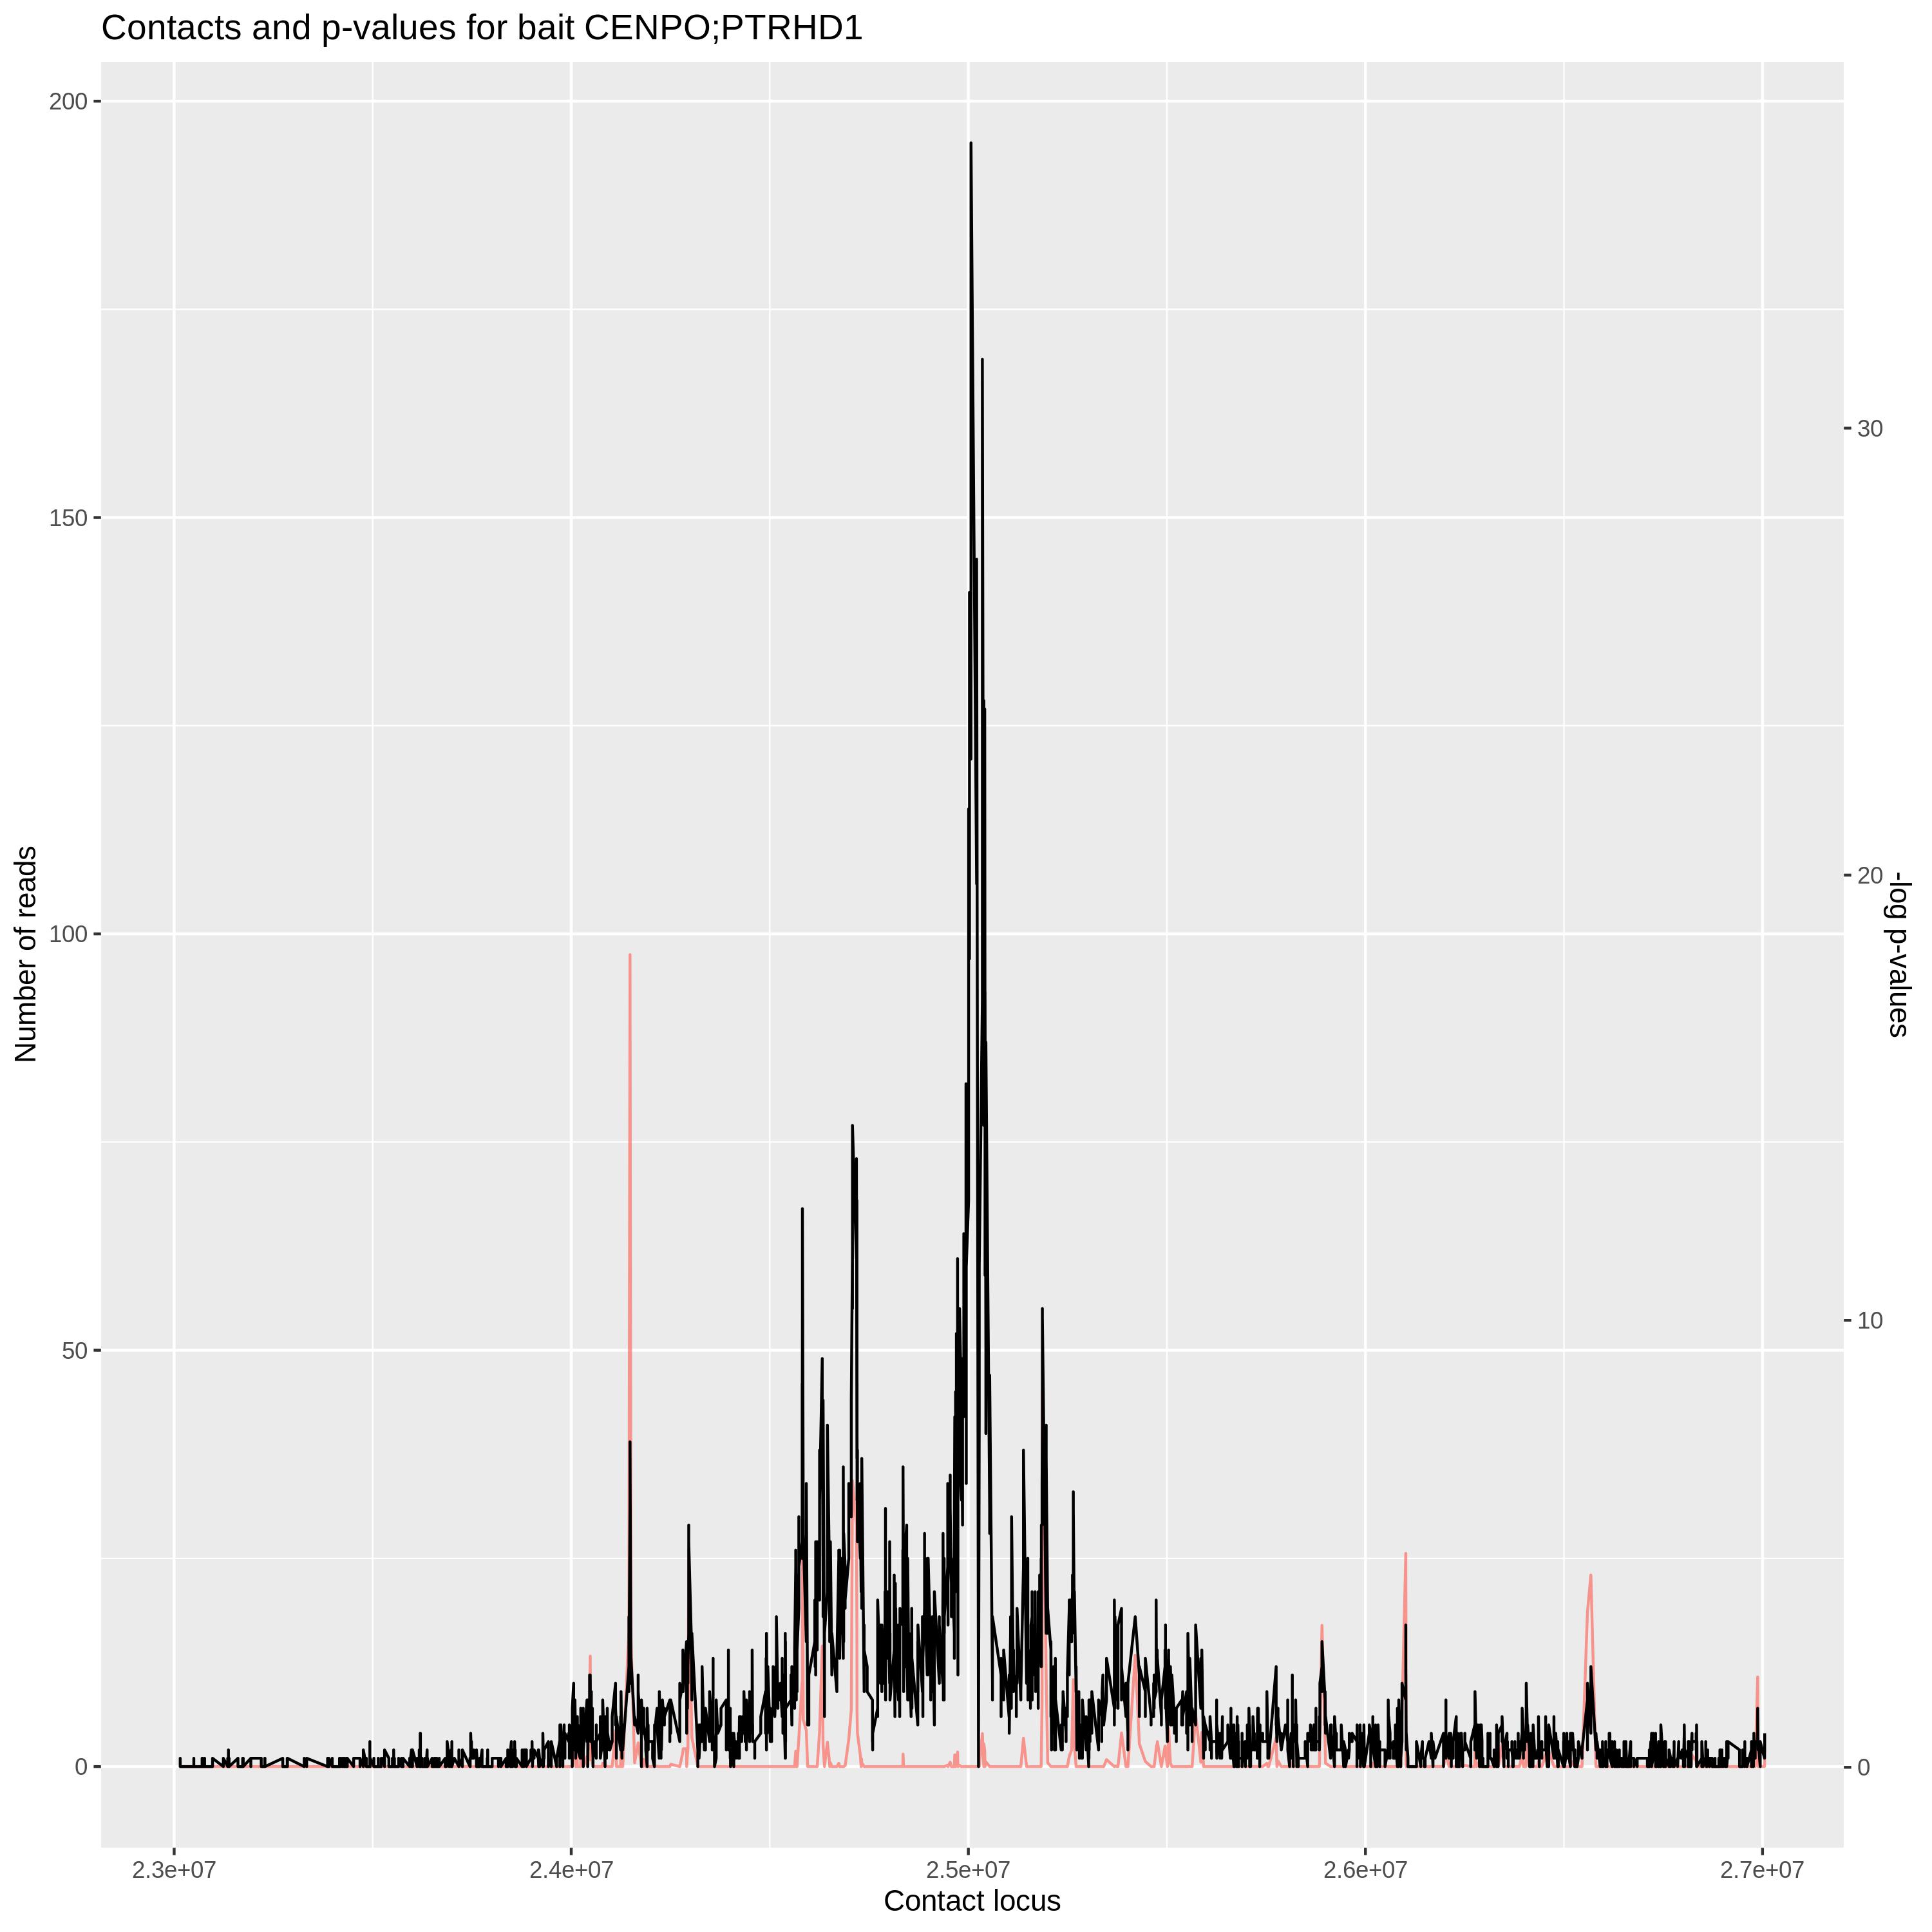 Contacts and p-values for bait CENPO;PTRHD1
200
150
100
50
0
Number of reads
30
20
10
0
-log p-values
2.3e+07
2.4e+07
2.5e+07
2.6e+07
2.7e+07
Contact locus